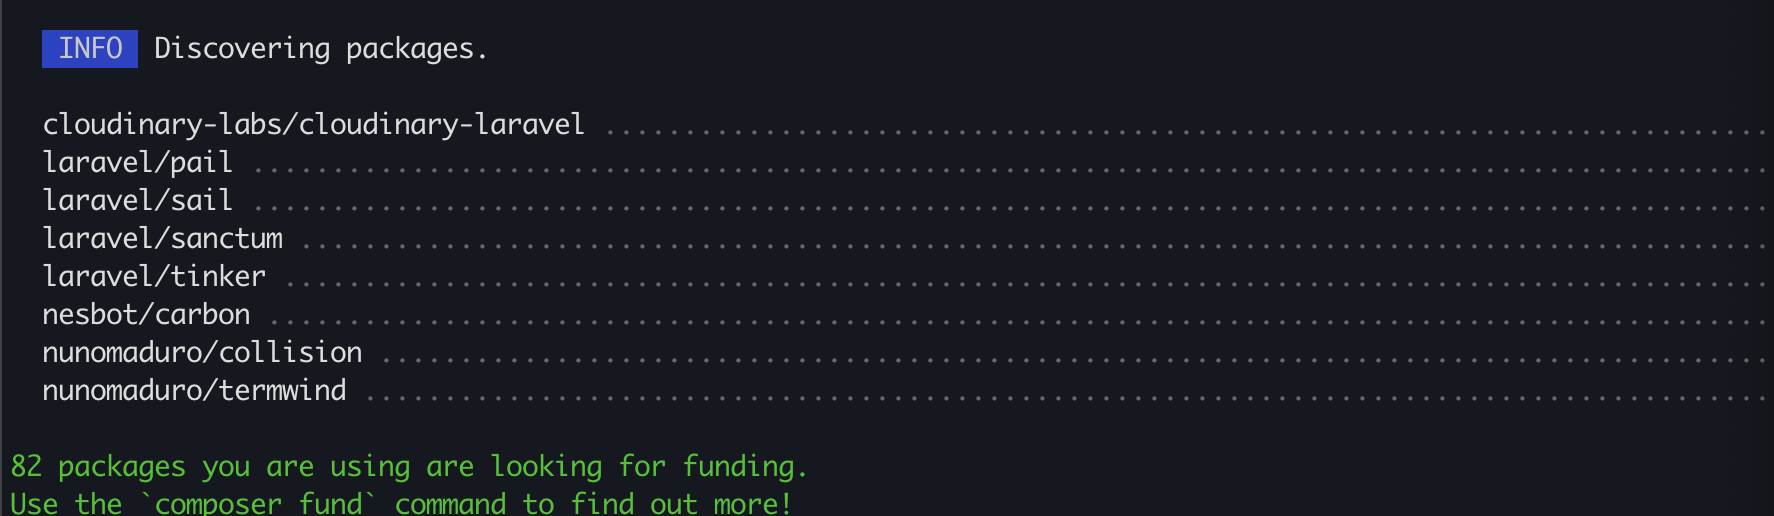 INFO Discovering packages.
cloudinary-labs/cloudinary-laravel ........................................................................
laravel/pail ..............................................................................................
laravel/sail ..............................................................................................
laravel/sanctum ...........................................................................................
laravel/tinker ............................................................................................
nesbot/carbon .............................................................................................
nunomaduro/collision ......................................................................................
nunomaduro/termwind .......................................................................................
82 packages you are using are looking for funding.
Use the `composer fund` command to find out more!